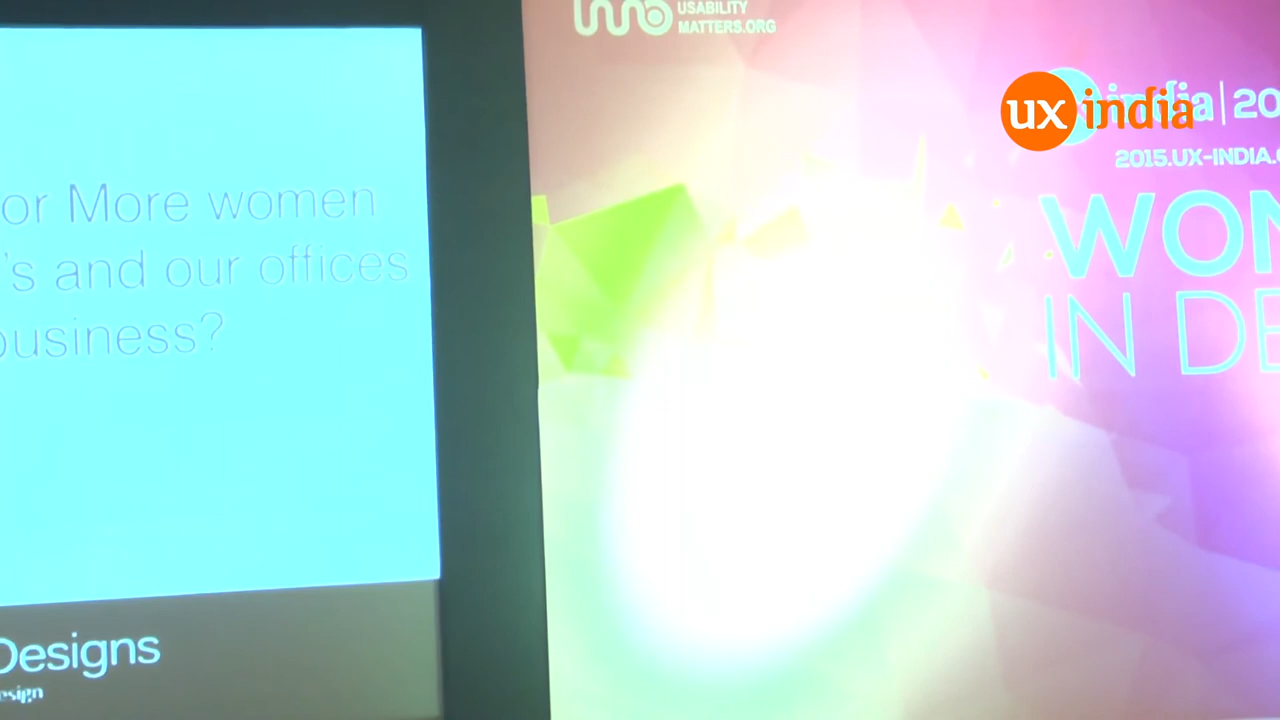 or More women
's and our offices
business?
Designs
esign
USABILITY
MATTERS.ORG
ux india
india | 20
2015.UX-INDIA.
WOM
IN DE